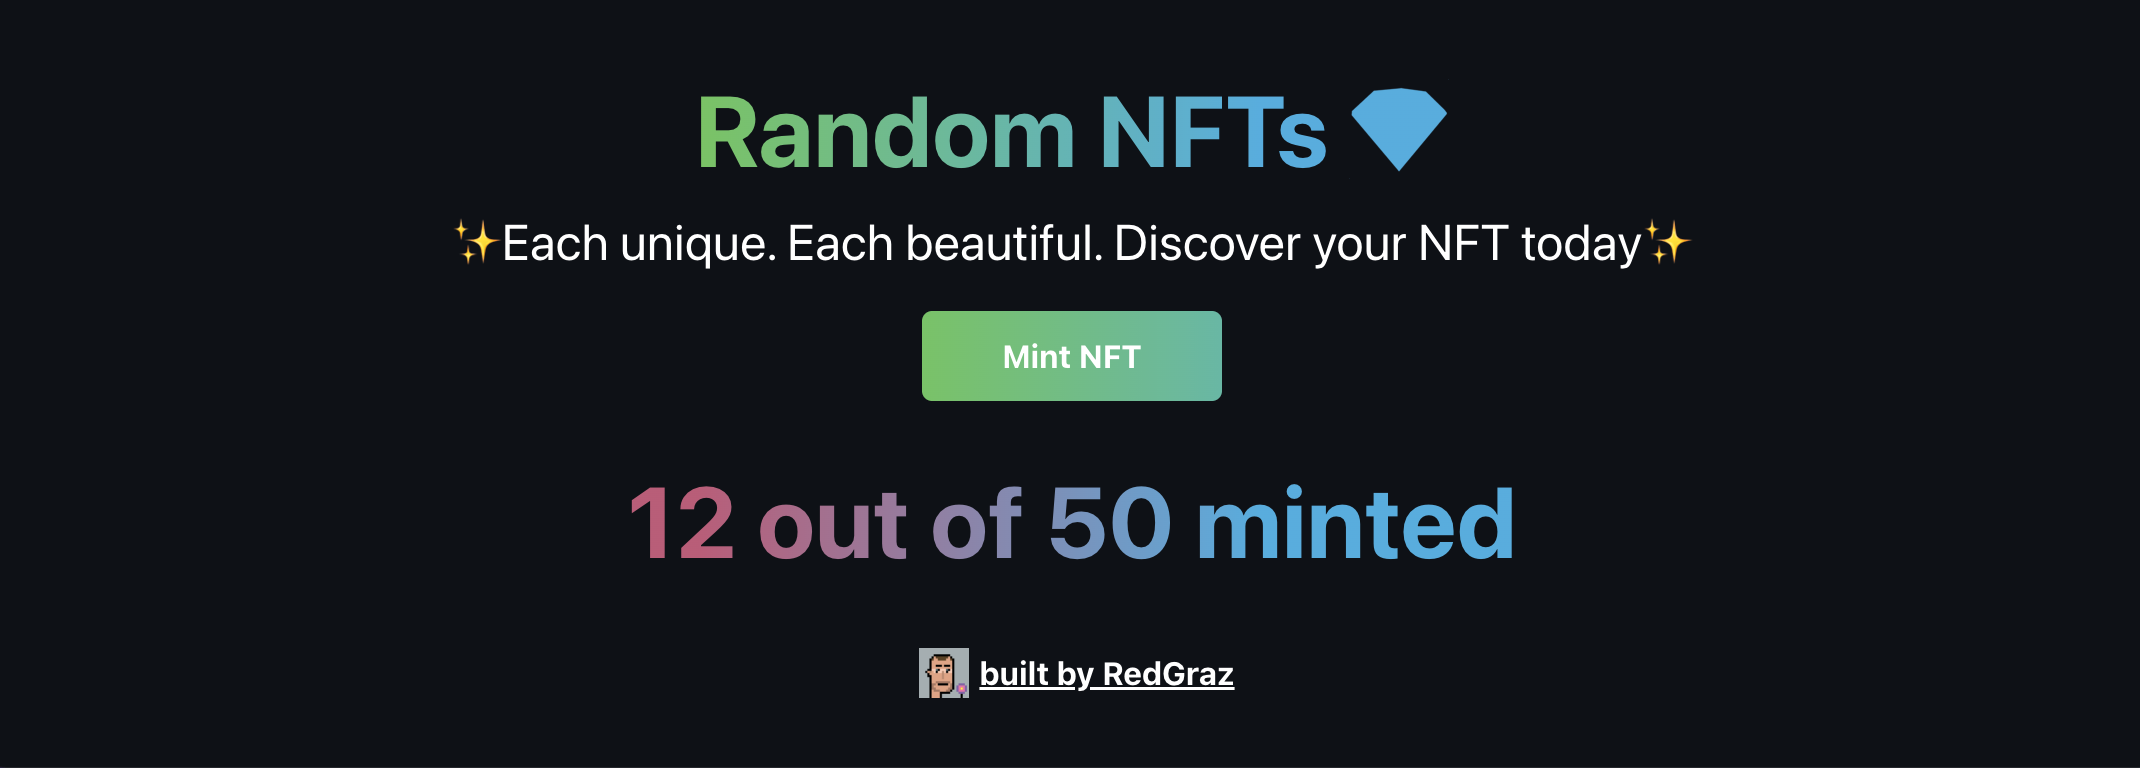 Random NFTs 💎
✨Each unique. Each beautiful. Discover your NFT today✨
Mint NFT
12 out of 50 minted
built by RedGraz